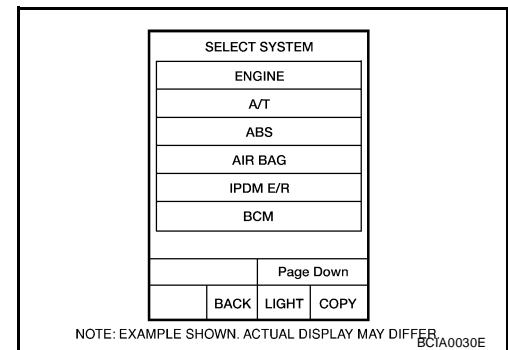 SELECT SYSTEM
ENGINE
A/T
ABS
AIR BAG
IPDM E/R
BCM
Page Down
BACK LIGHT COPY
NOTE: EXAMPLE SHOWN. ACTUAL DISPLAY MAY DIFFER
BCIA0030E